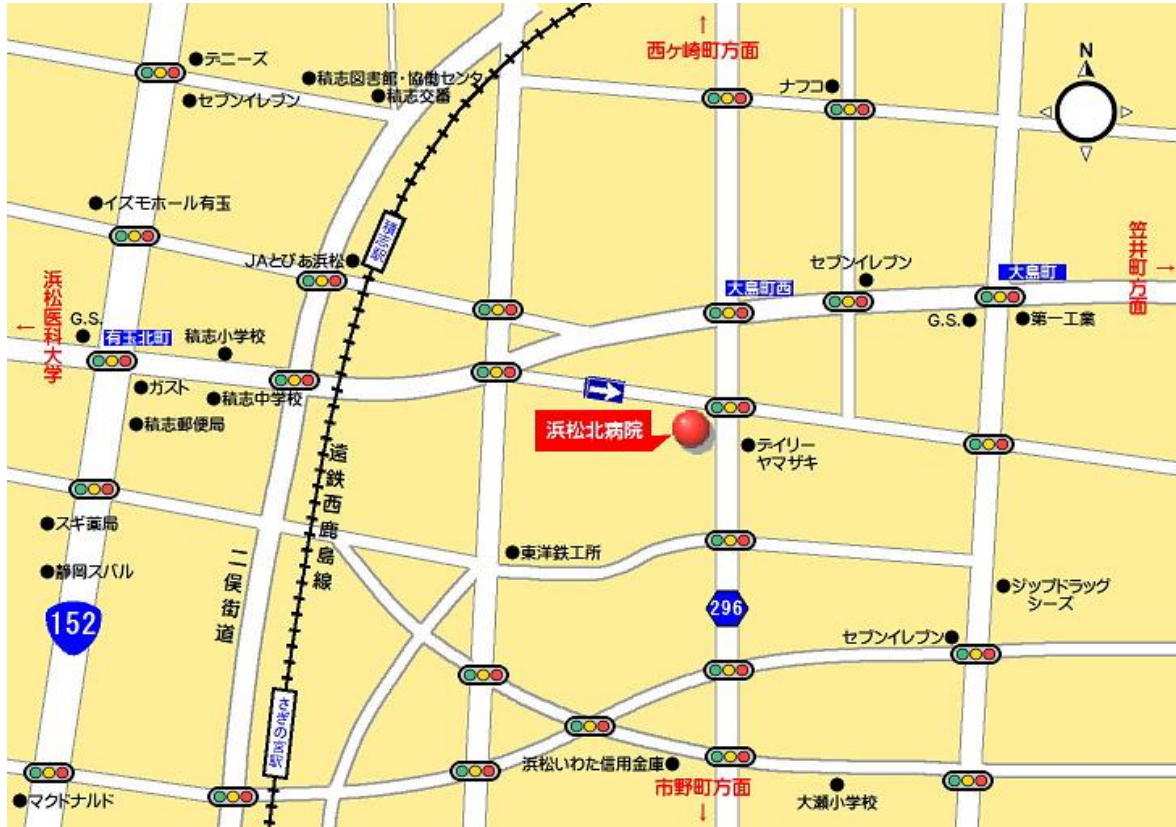 西ヶ崎町方面
N
デニーズ
積志図書館・協働センタ
セブンイレブン
積志交番
ナフコ
イズモホール有玉
積志駅
JAとぴあ浜松
セブンイレブン
笠井町方面
大島町西
大島町
浜松医科大学
G.S.
有玉北町
積志小学校
G.S.
第一工業
ガスト
積志中学校
積志郵便局
浜松北病院
デイリー
ヤマザキ
遠鉄西鹿島線
スギ薬局
静岡スバル
二俣街道
東洋鉄工所
ジップドラッグ
シーズ
152
296
セブンイレブン
さぎの宮駅
浜松いわた信用金庫
市野町方面
マクドナルド
大瀬小学校